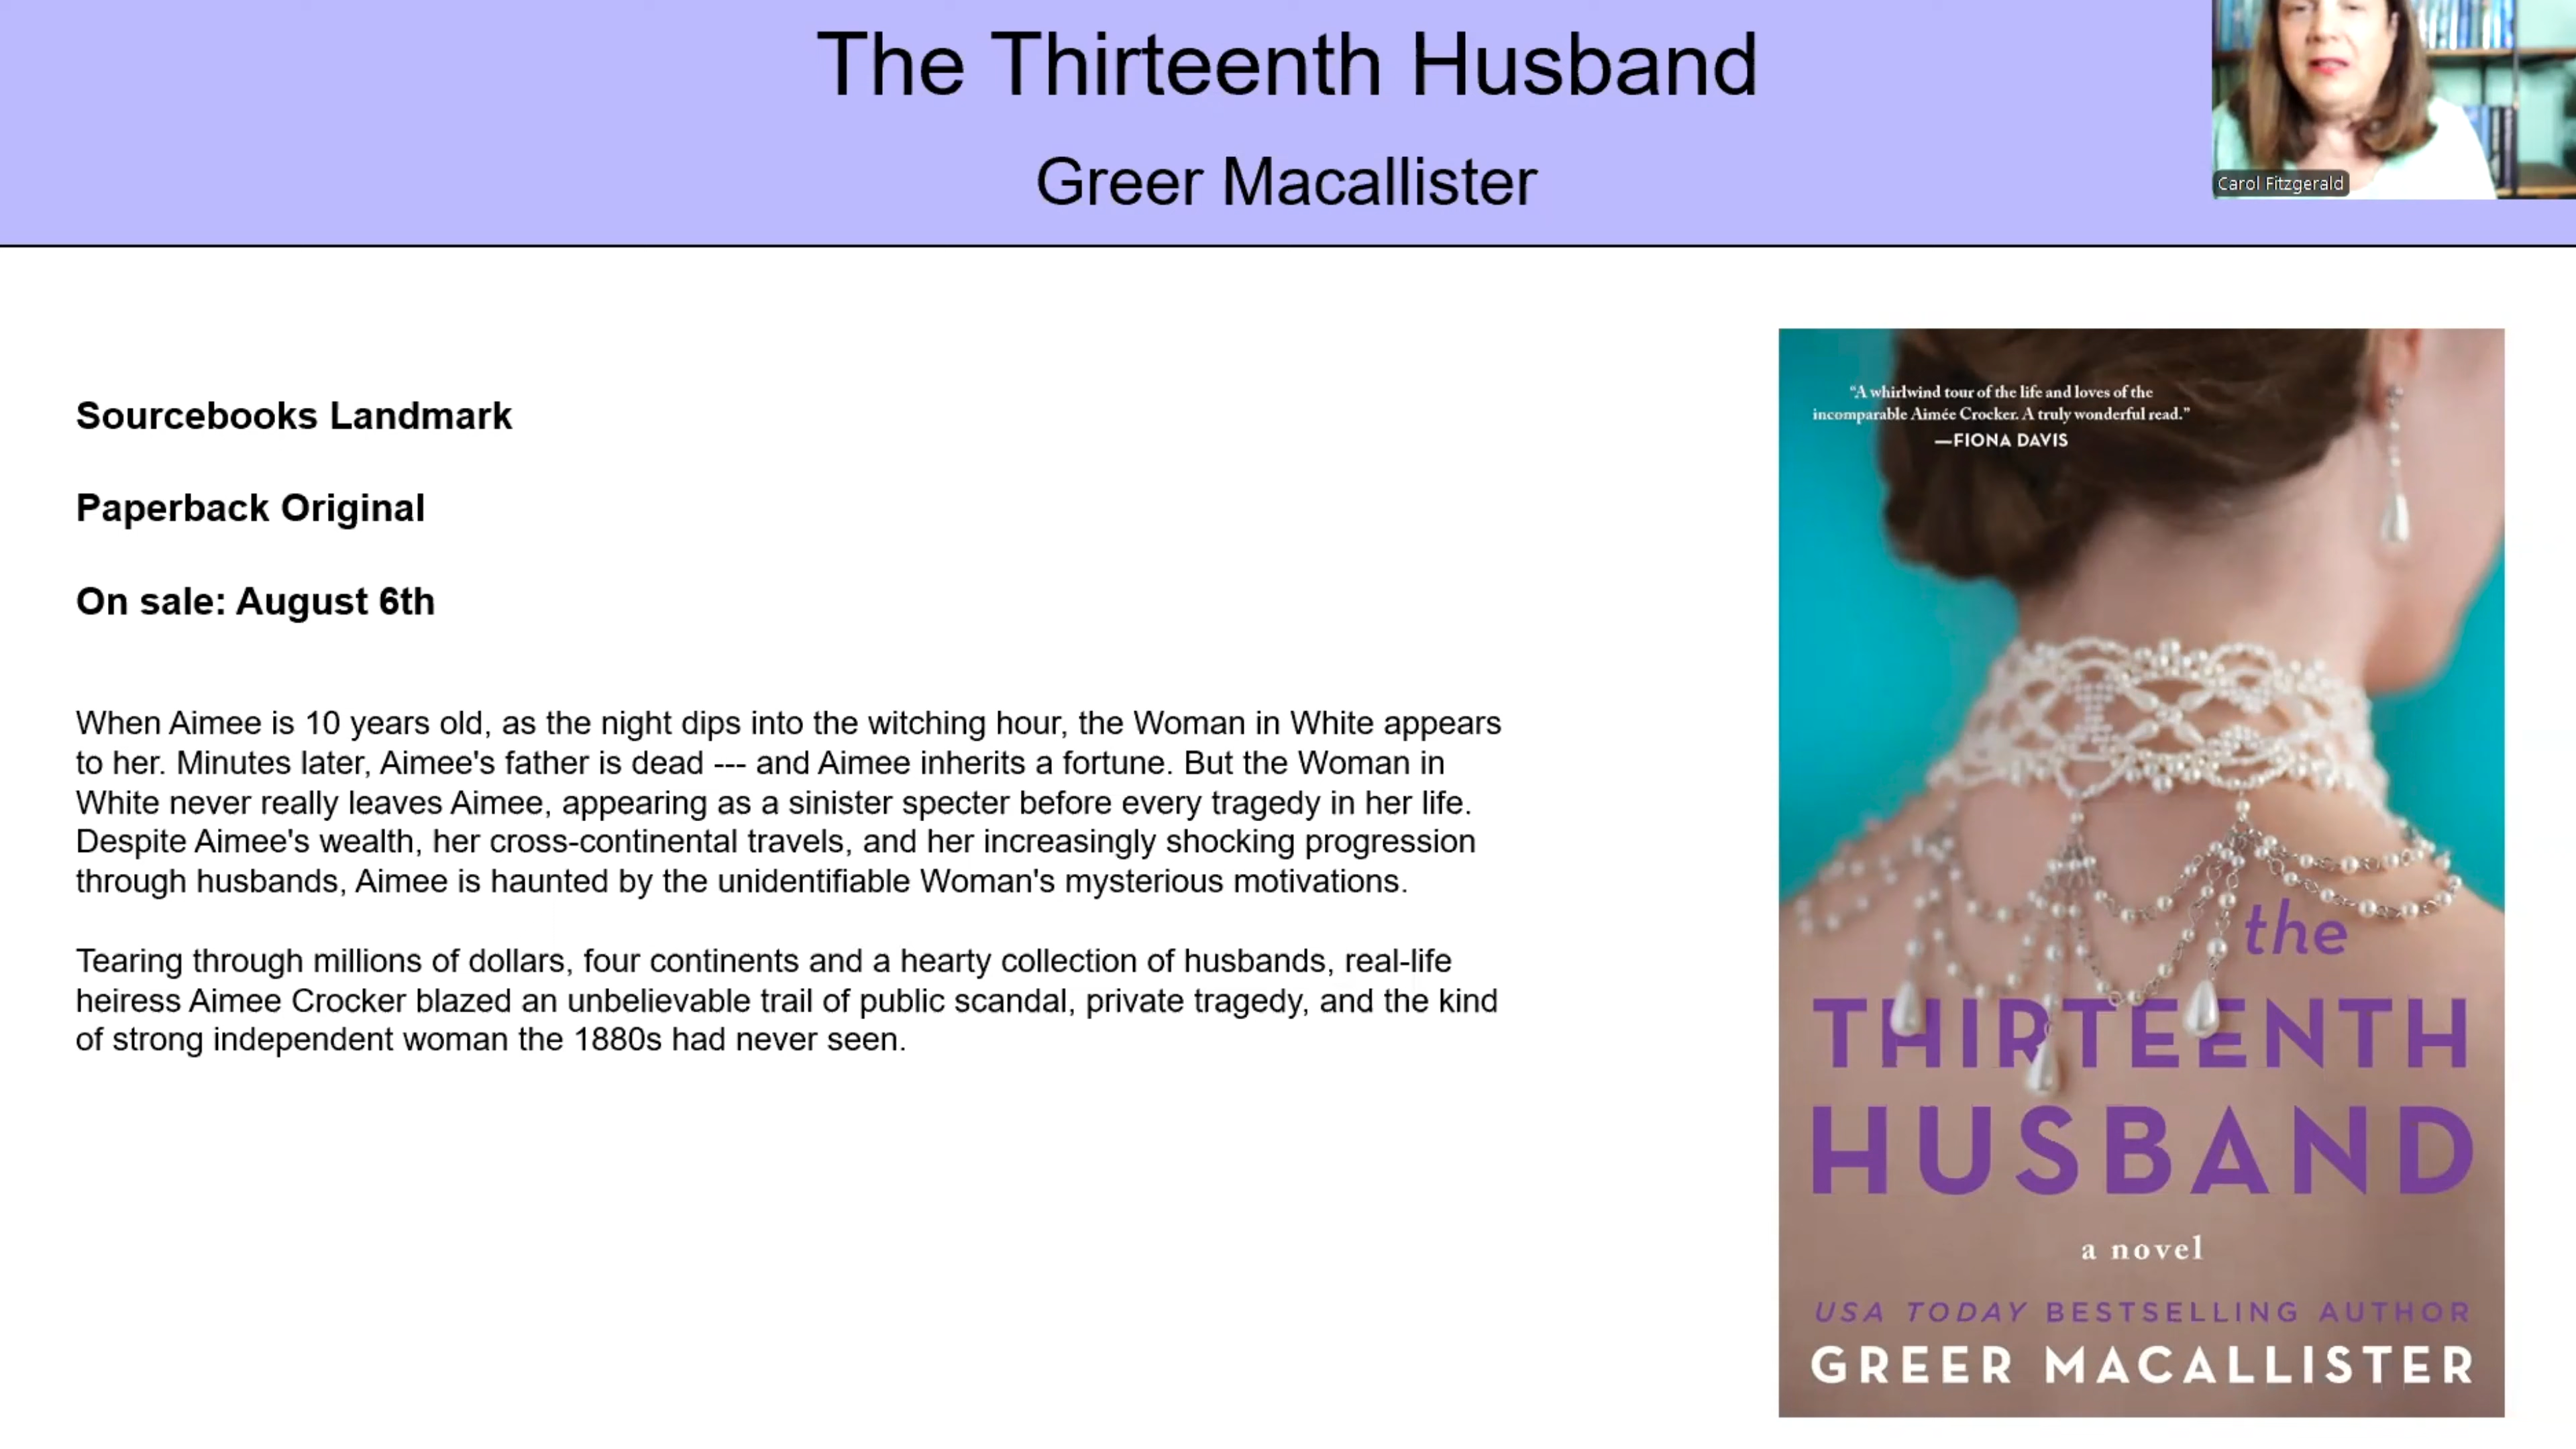 The Thirteenth Husband
Greer Macallister
Carol Fitzgerald
Sourcebooks Landmark
Paperback Original
On sale: August 6th
When Aimee is 10 years old, as the night dips into the witching hour, the Woman in White appears
to her. Minutes later, Aimee's father is dead --- and Aimee inherits a fortune. But the Woman in
White never really leaves Aimee, appearing as a sinister specter before every tragedy in her life.
Despite Aimee's wealth, her cross-continental travels, and her increasingly shocking progression
through husbands, Aimee is haunted by the unidentifiable Woman's mysterious motivations.
Tearing through millions of dollars, four continents and a hearty collection of husbands, real-life
heiress Aimee Crocker blazed an unbelievable trail of public scandal, private tragedy, and the kind
of strong independent woman the 1880s had never seen.
“A whirlwind tour of the life and loves of the
incomparable Aimée Crocker. A truly wonderful read.”
—FIONA DAVIS
the
THIRTEENTH
HUSBAND
a novel
USA TODAY BESTSELLING AUTHOR
GREER MACALLISTER